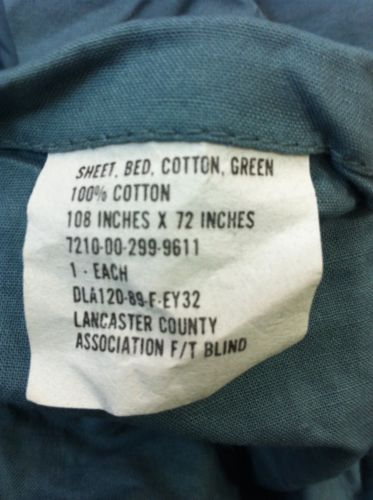 SHEET, BED, COTTON, GREEN
100% COTTON
108 INCHES X 72 INCHES
7210-00-299-9611
1 - EACH
DLA120-89-F-EY32
LANCASTER COUNTY
ASSOCIATION F/T BLIND